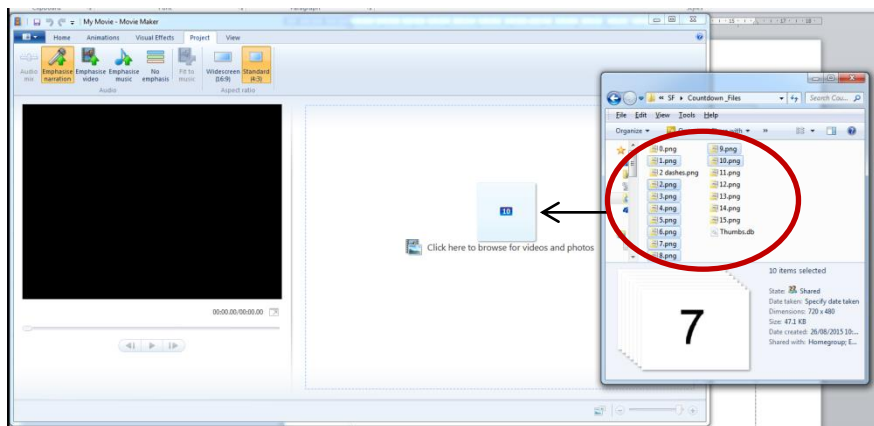 My Movie - Movie Maker
Home Animations Visual Effects Project View
Audio mix Emphasise narration Emphasise video Emphasise music No emphasis Fit to music Widescreen (16:9) Standard (4:3)
Audio Aspect ratio
10
Click here to browse for videos and photos
00:00.00/00:00.00
SF Countdown_Files Search Cou...
File Edit View Tools Help
Organize with
0.png 9.png
1.png 10.png
2 dashes.png 11.png
2.png 12.png
3.png 13.png
4.png 14.png
5.png 15.png
6.png Thumbs.db
7.png
8.png
10 items selected
State: Shared
Date taken: Specify date taken
Dimensions: 720 x 480
Size: 47.1 KB
Date created: 26/08/2015 10:...
Shared with: Homegroup; E...
7